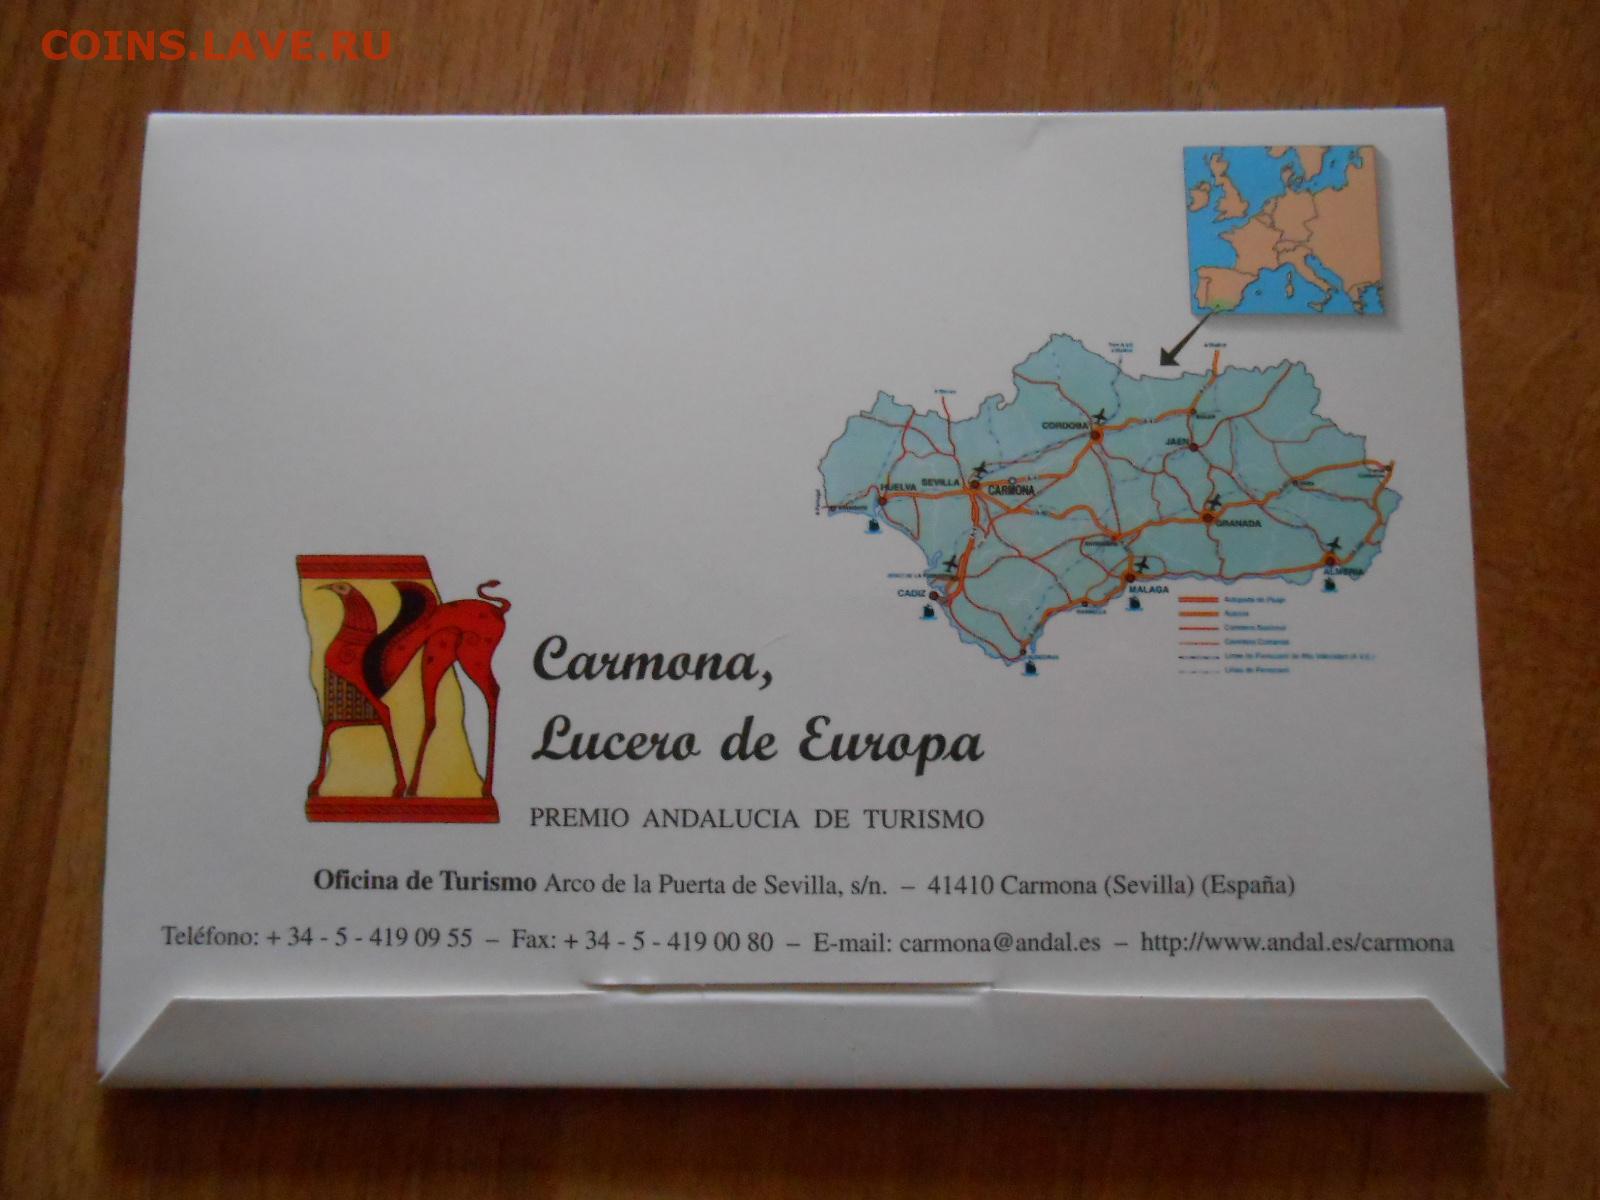 COINS.LAVE.RU
CORDOBA
JAEN
HUELVA
SEVILLA
CARMONA
GRANADA
ALMERIA
CADIZ
MALAGA
Carmona,
Lucero de Europa
PREMIO ANDALUCIA DE TURISMO
Oficina de Turismo Arco de la Puerta de Sevilla, s/n. – 41410 Carmona (Sevilla) (España)
Teléfono: + 34 - 5 - 419 09 55 – Fax: + 34 - 5 - 419 00 80 – E-mail: carmona@andal.es – http://www.andal.es/carmona